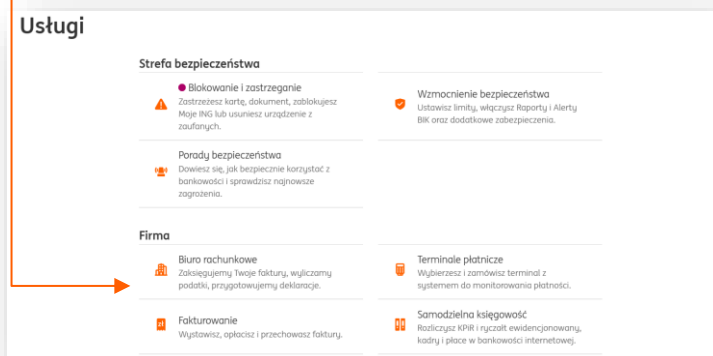 Usługi
Strefa bezpieczeństwa
Blokowanie i zastrzeganie
Zastrzeżesz kartę, dokument, zablokujesz
Moje ING lub usuniesz urządzenie z
zaufanych.
Wzmocnienie bezpieczeństwa
Ustawisz limity, włączysz Raporty i Alerty
BIK oraz dodatkowe zabezpieczenia.
Porady bezpieczeństwa
Dowiesz się, jak bezpiecznie korzystać z
bankowości i sprawdzisz najnowsze
zagrożenia.
Firma
Biuro rachunkowe
Zaksięgujemy Twoje faktury, wyliczamy
podatki, przygotowujemy deklaracje.
Terminale płatnicze
Wybierzesz i zamówisz terminal z
systemem do monitorowania płatności.
Fakturowanie
Wystawisz, opłacisz i przechowasz faktury.
Samodzielna księgowość
Rozliczysz KPiR i ryczałt ewidencjonowany,
kadry i płace w bankowości internetowej.